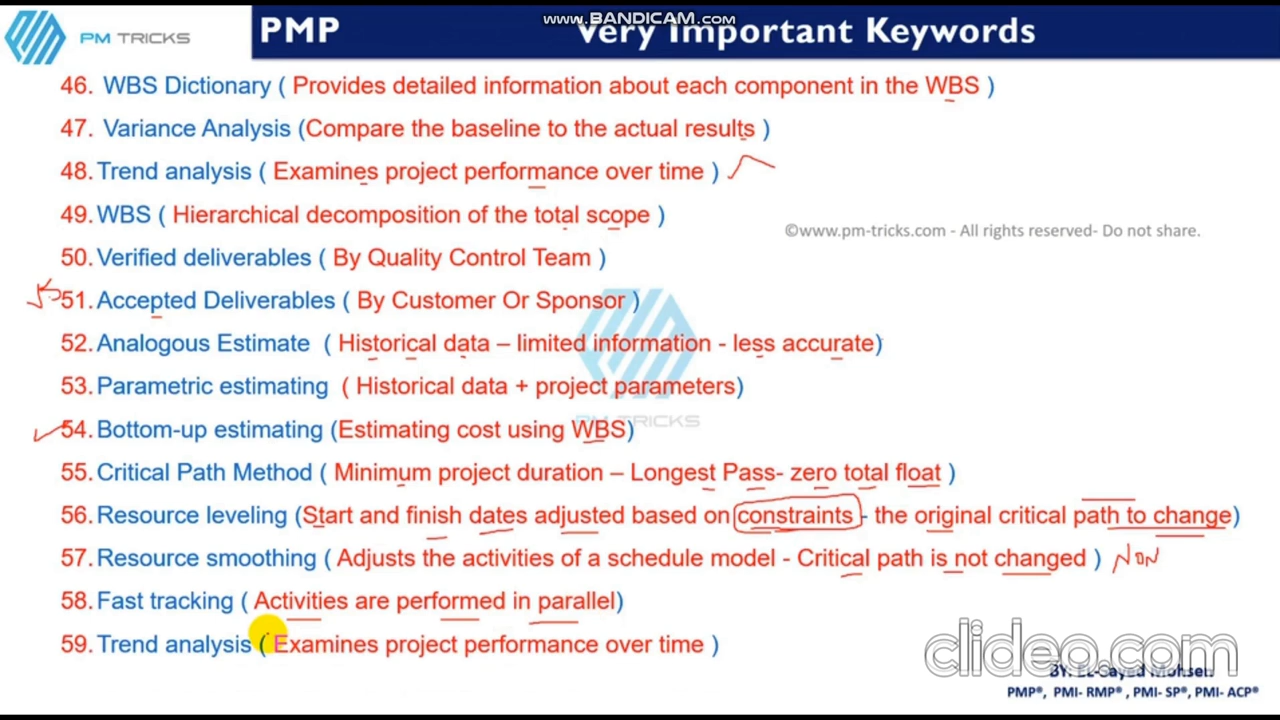 www.BANDICAM.com
PM TRICKS
PMP
Very Important Keywords
46. WBS Dictionary ( Provides detailed information about each component in the WBS )
47. Variance Analysis (Compare the baseline to the actual results )
48. Trend analysis ( Examines project performance over time )
49. WBS ( Hierarchical decomposition of the total scope )
©www.pm-tricks.com - All rights reserved- Do not share.
50. Verified deliverables ( By Quality Control Team )
51. Accepted Deliverables ( By Customer Or Sponsor )
52. Analogous Estimate ( Historical data – limited information - less accurate)
53. Parametric estimating ( Historical data + project parameters)
PM TRICKS
54. Bottom-up estimating (Estimating cost using WBS)
55. Critical Path Method ( Minimum project duration – Longest Pass- zero total float )
56. Resource leveling (Start and finish dates adjusted based on constraints - the original critical path to change)
57. Resource smoothing ( Adjusts the activities of a schedule model - Critical path is not changed ) Non
58. Fast tracking ( Activities are performed in parallel)
59. Trend analysis ( Examines project performance over time )
clideo.com
BY: EL-Sayed Mohsen
PMP®, PMI- RMP® , PMI- SP®, PMI- ACP®